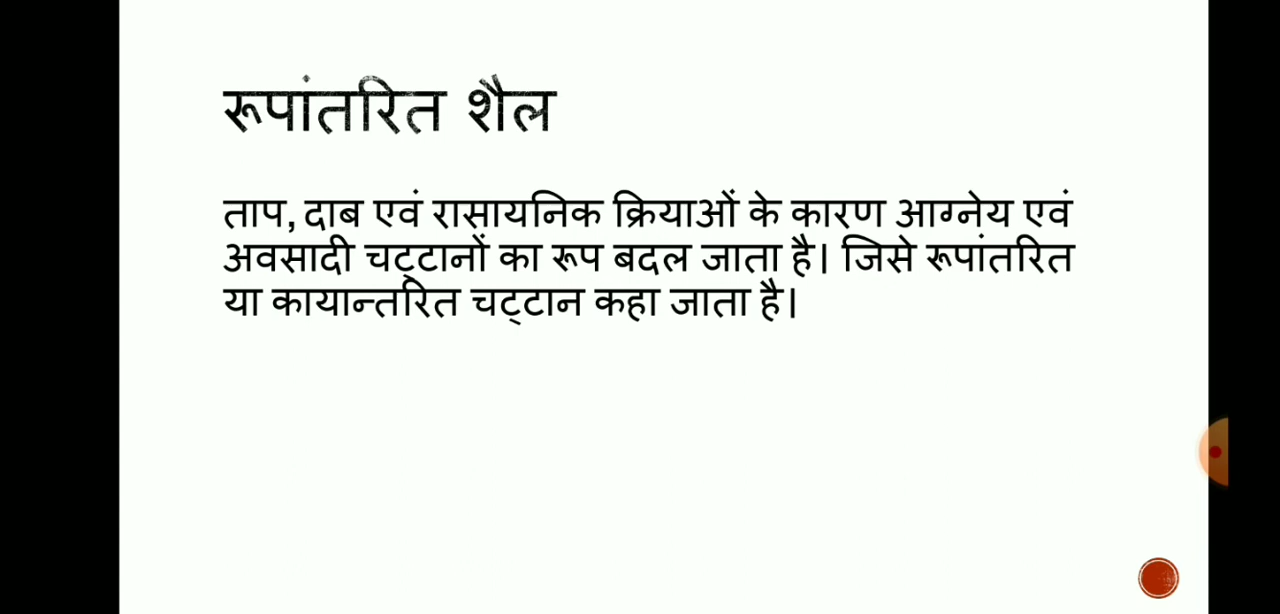 रूपांतरित शैल
ताप, दाब एवं रासायनिक क्रियाओं के कारण आग्नेय एवं
अवसादी चट्टानों का रूप बदल जाता है। जिसे रूपांतरित
या कायान्तरित चट्टान कहा जाता है।